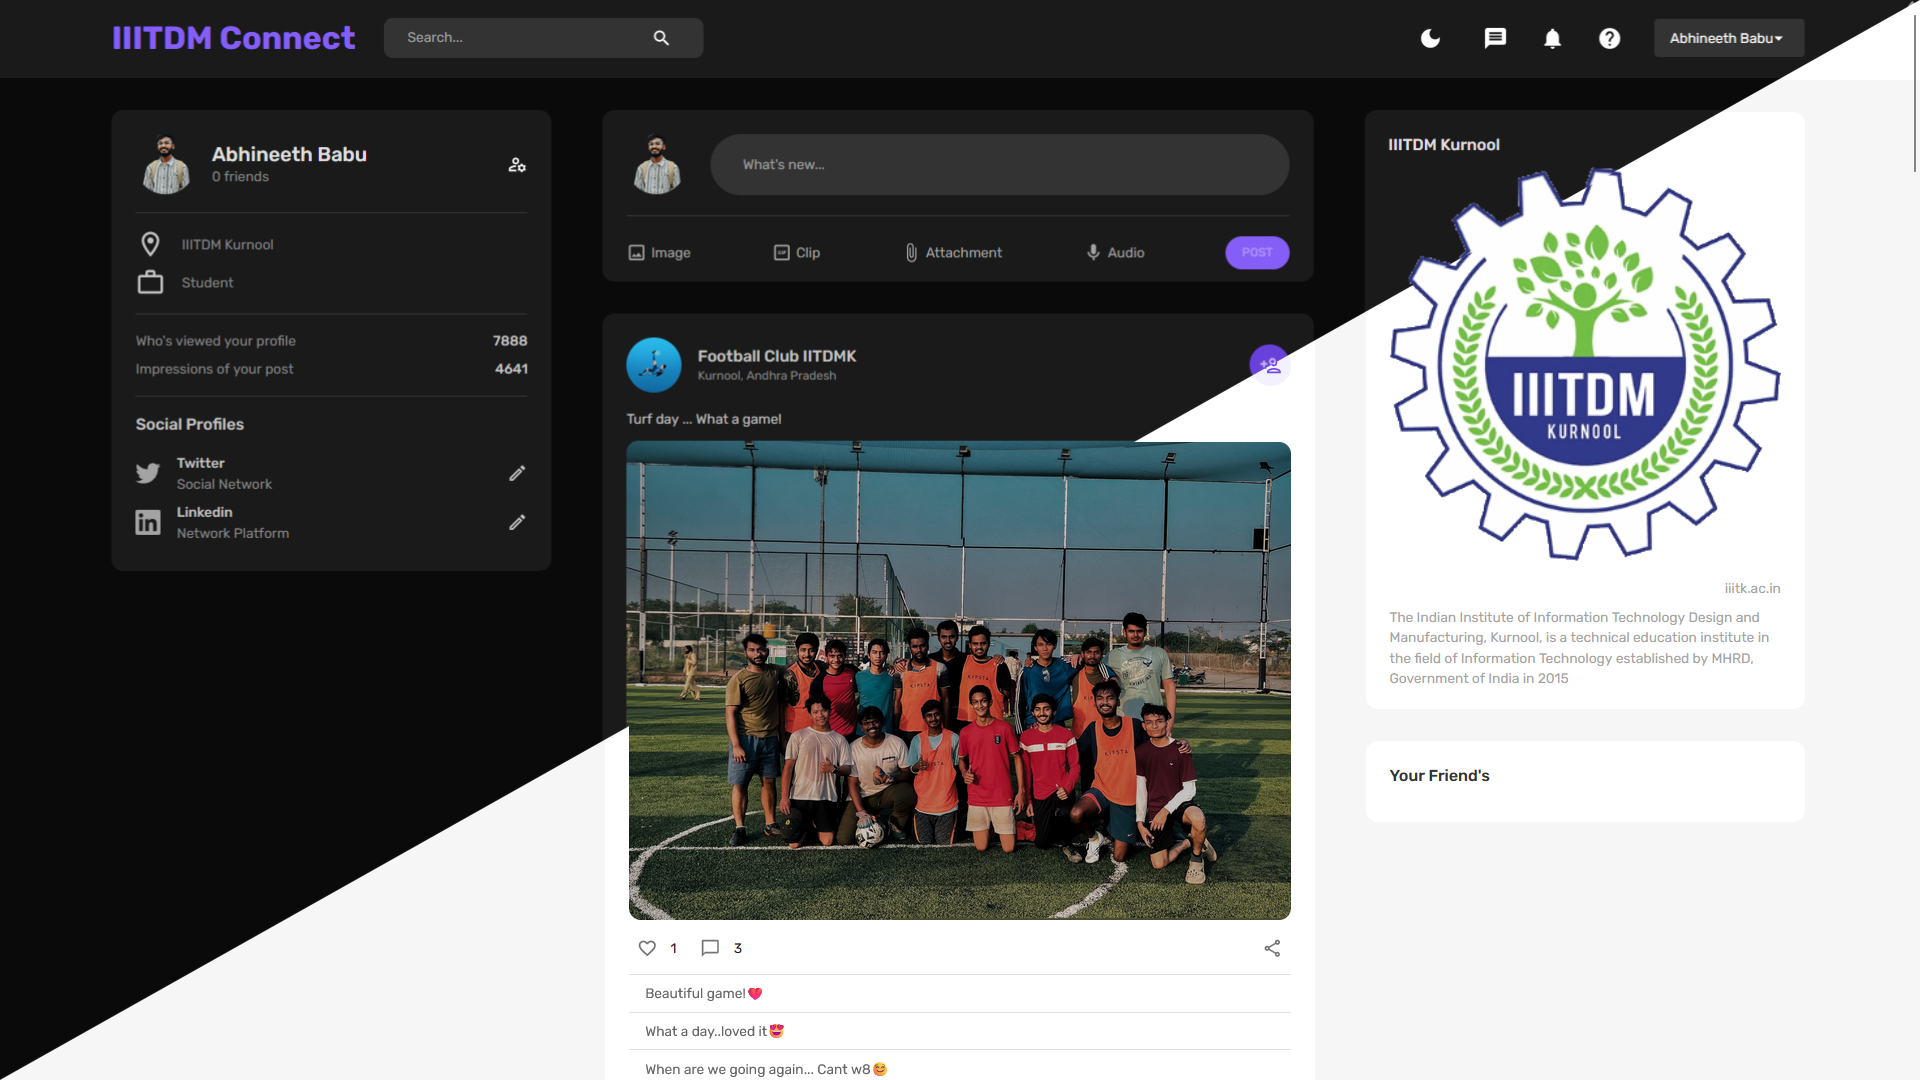 IIITDM Connect
Search...
Abhineeth Babu
Abhineeth Babu
0 friends
IIITDM Kurnool
Student
Who's viewed your profile 7888
Impressions of your post 4641
Social Profiles
Twitter
Social Network
Linkedin
Network Platform
What's new...
Image Clip Attachment Audio POST
Football Club IITDMK
Kurnool, Andhra Pradesh
Turf day ... What a game!
KIPSTA
KIPSTA
KIPSTA
1 3
Beautiful game!💓
What a day..loved it😍
When are we going again... Cant w8😊
IIITDM Kurnool
IIITDM
KURNOOL
iiitk.ac.in
The Indian Institute of Information Technology Design and
Manufacturing, Kurnool, is a technical education institute in
the field of Information Technology established by MHRD,
Government of India in 2015
Your Friend's